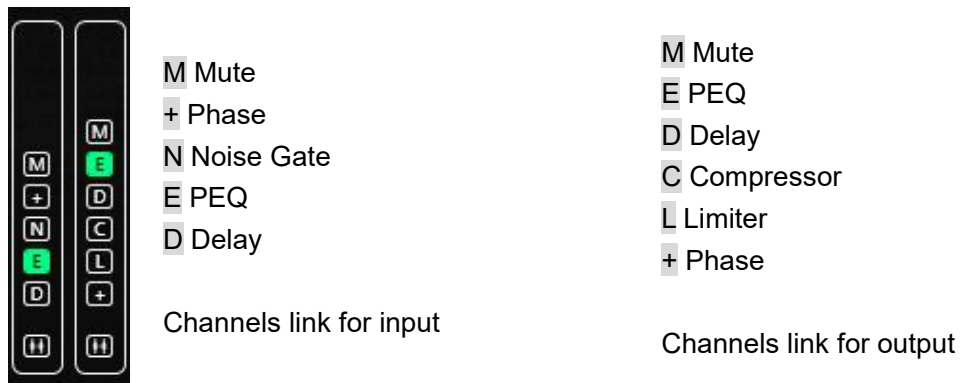 M
+
N
E
D
M
E
D
C
L
+
M Mute
+ Phase
N Noise Gate
E PEQ
D Delay
Channels link for input
M Mute
E PEQ
D Delay
C Compressor
L Limiter
+ Phase
Channels link for output